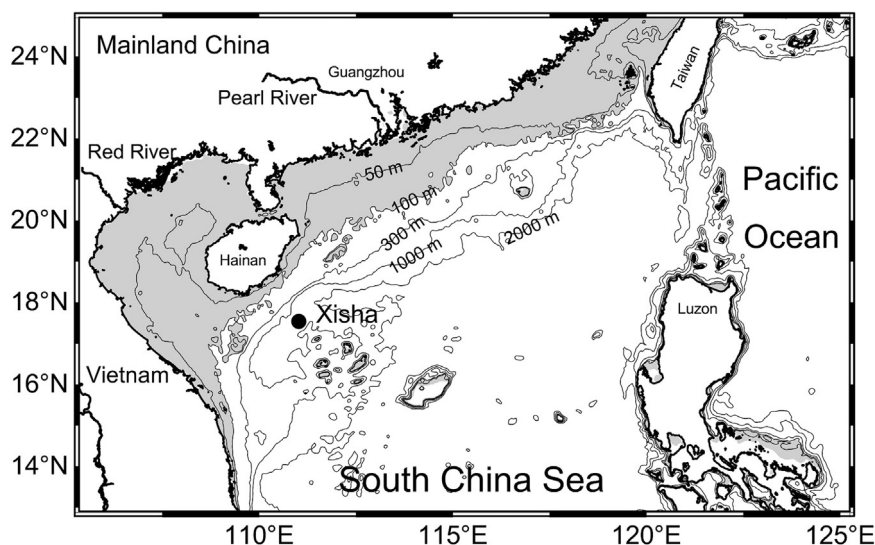 24°N
22°N
20°N
18°N
16°N
14°N
Mainland China
Guangzhou
Pearl River
Red River
Taiwan
Pacific
Ocean
50 m
100 m
300 m
1000 m
2000 m
Hainan
Xisha
Luzon
Vietnam
South China Sea
110°E
115°E
120°E
125°E